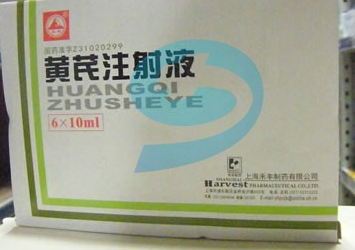 国药准字Z31020299
黄芪注射液
HUANGQI
ZHUSHEYE
6×10ml
上海禾丰制药有限公司
SHANGHAI
Harvest PHARMACEUTICAL CO.,LTD.